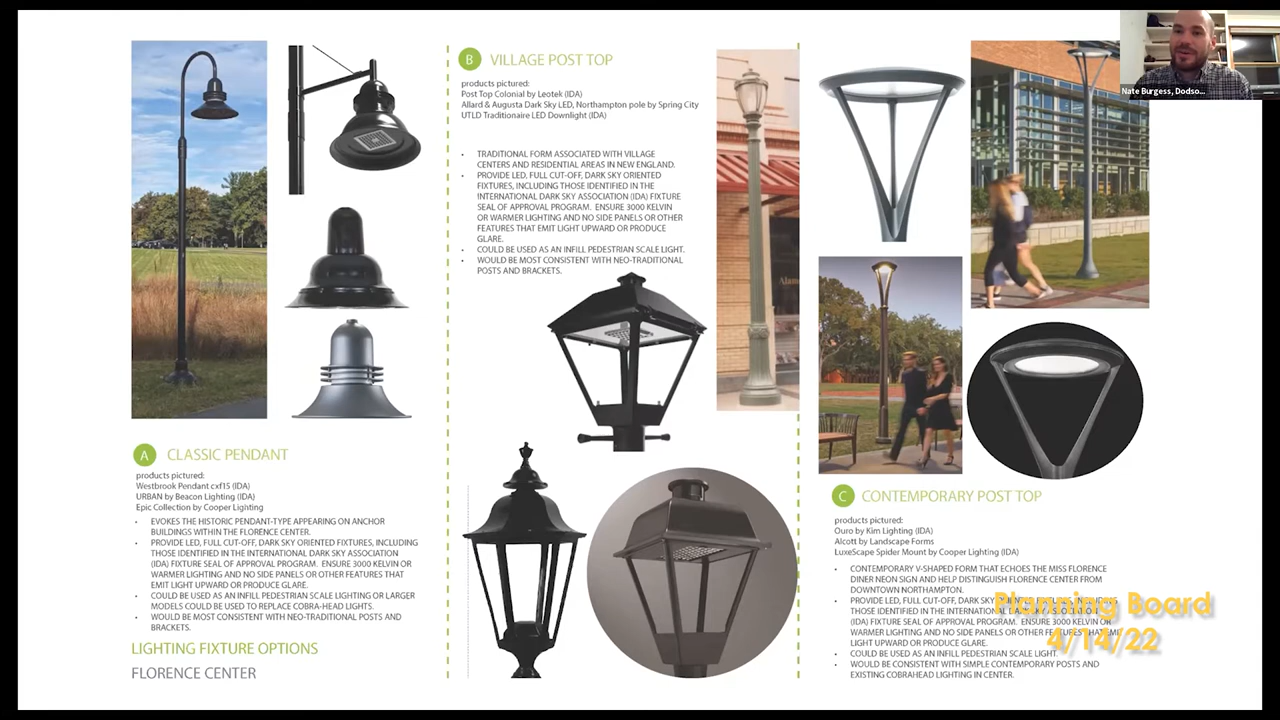 A CLASSIC PENDANT
products pictured:
Westbrook Pendant cxf15 (IDA)
URBAN by Beacon Lighting (IDA)
Epic Collection by Cooper Lighting
• EVOKES THE HISTORIC PENDANT-TYPE APPEARING ON ANCHOR
BUILDINGS WITHIN THE FLORENCE CENTER.
• PROVIDE LED, FULL CUT-OFF, DARK SKY ORIENTED FIXTURES, INCLUDING
THOSE IDENTIFIED IN THE INTERNATIONAL DARK SKY ASSOCIATION
(IDA) FIXTURE SEAL OF APPROVAL PROGRAM. ENSURE 3000 KELVIN OR
WARMER LIGHTING AND NO SIDE PANELS OR OTHER FEATURES THAT
EMIT LIGHT UPWARD OR PRODUCE GLARE.
• COULD BE USED AS AN INFILL PEDESTRIAN SCALE LIGHTING OR LARGER
MODELS COULD BE USED TO REPLACE COBRA-HEAD LIGHTS.
• WOULD BE MOST CONSISTENT WITH NEO-TRADITIONAL POSTS AND
BRACKETS.
LIGHTING FIXTURE OPTIONS
FLORENCE CENTER
B VILLAGE POST TOP
products pictured:
Post Top Colonial by Leotek (IDA)
Allard & Augusta Dark Sky LED, Northampton pole by Spring City
UTLD Traditionaire LED Downlight (IDA)
• TRADITIONAL FORM ASSOCIATED WITH VILLAGE
CENTERS AND RESIDENTIAL AREAS IN NEW ENGLAND.
• PROVIDE LED, FULL CUT-OFF, DARK SKY ORIENTED
FIXTURES, INCLUDING THOSE IDENTIFIED IN THE
INTERNATIONAL DARK SKY ASSOCIATION (IDA) FIXTURE
SEAL OF APPROVAL PROGRAM. ENSURE 3000 KELVIN
OR WARMER LIGHTING AND NO SIDE PANELS OR OTHER
FEATURES THAT EMIT LIGHT UPWARD OR PRODUCE
GLARE.
• COULD BE USED AS AN INFILL PEDESTRIAN SCALE LIGHT.
• WOULD BE MOST CONSISTENT WITH NEO-TRADITIONAL
POSTS AND BRACKETS.
Alam
C CONTEMPORARY POST TOP
products pictured:
Ouro by Kim Lighting (IDA)
Alcott by Landscape Forms
LuxeScape Spider Mount by Cooper Lighting (IDA)
• CONTEMPORARY V-SHAPED FORM THAT ECHOES THE MISS FLORENCE
DINER NEON SIGN AND HELP DISTINGUISH FLORENCE CENTER FROM
DOWNTOWN NORTHAMPTON.
• PROVIDE LED, FULL CUT-OFF, DARK SKY
THOSE IDENTIFIED IN THE INTERNATIONAL DARK SKY
(IDA) FIXTURE SEAL OF APPROVAL PROGRAM. ENSURE 3000 KELVIN OR
WARMER LIGHTING AND NO SIDE PANELS OR OTHER FEATURES THAT EMIT
LIGHT UPWARD OR PRODUCE GLARE.
• COULD BE USED AS AN INFILL PEDESTRIAN SCALE LIGHT.
• WOULD BE CONSISTENT WITH SIMPLE CONTEMPORARY POSTS AND
EXISTING COBRAHEAD LIGHTING IN CENTER.
Nate Burgess, Dodso...
Planning Board
4/14/22